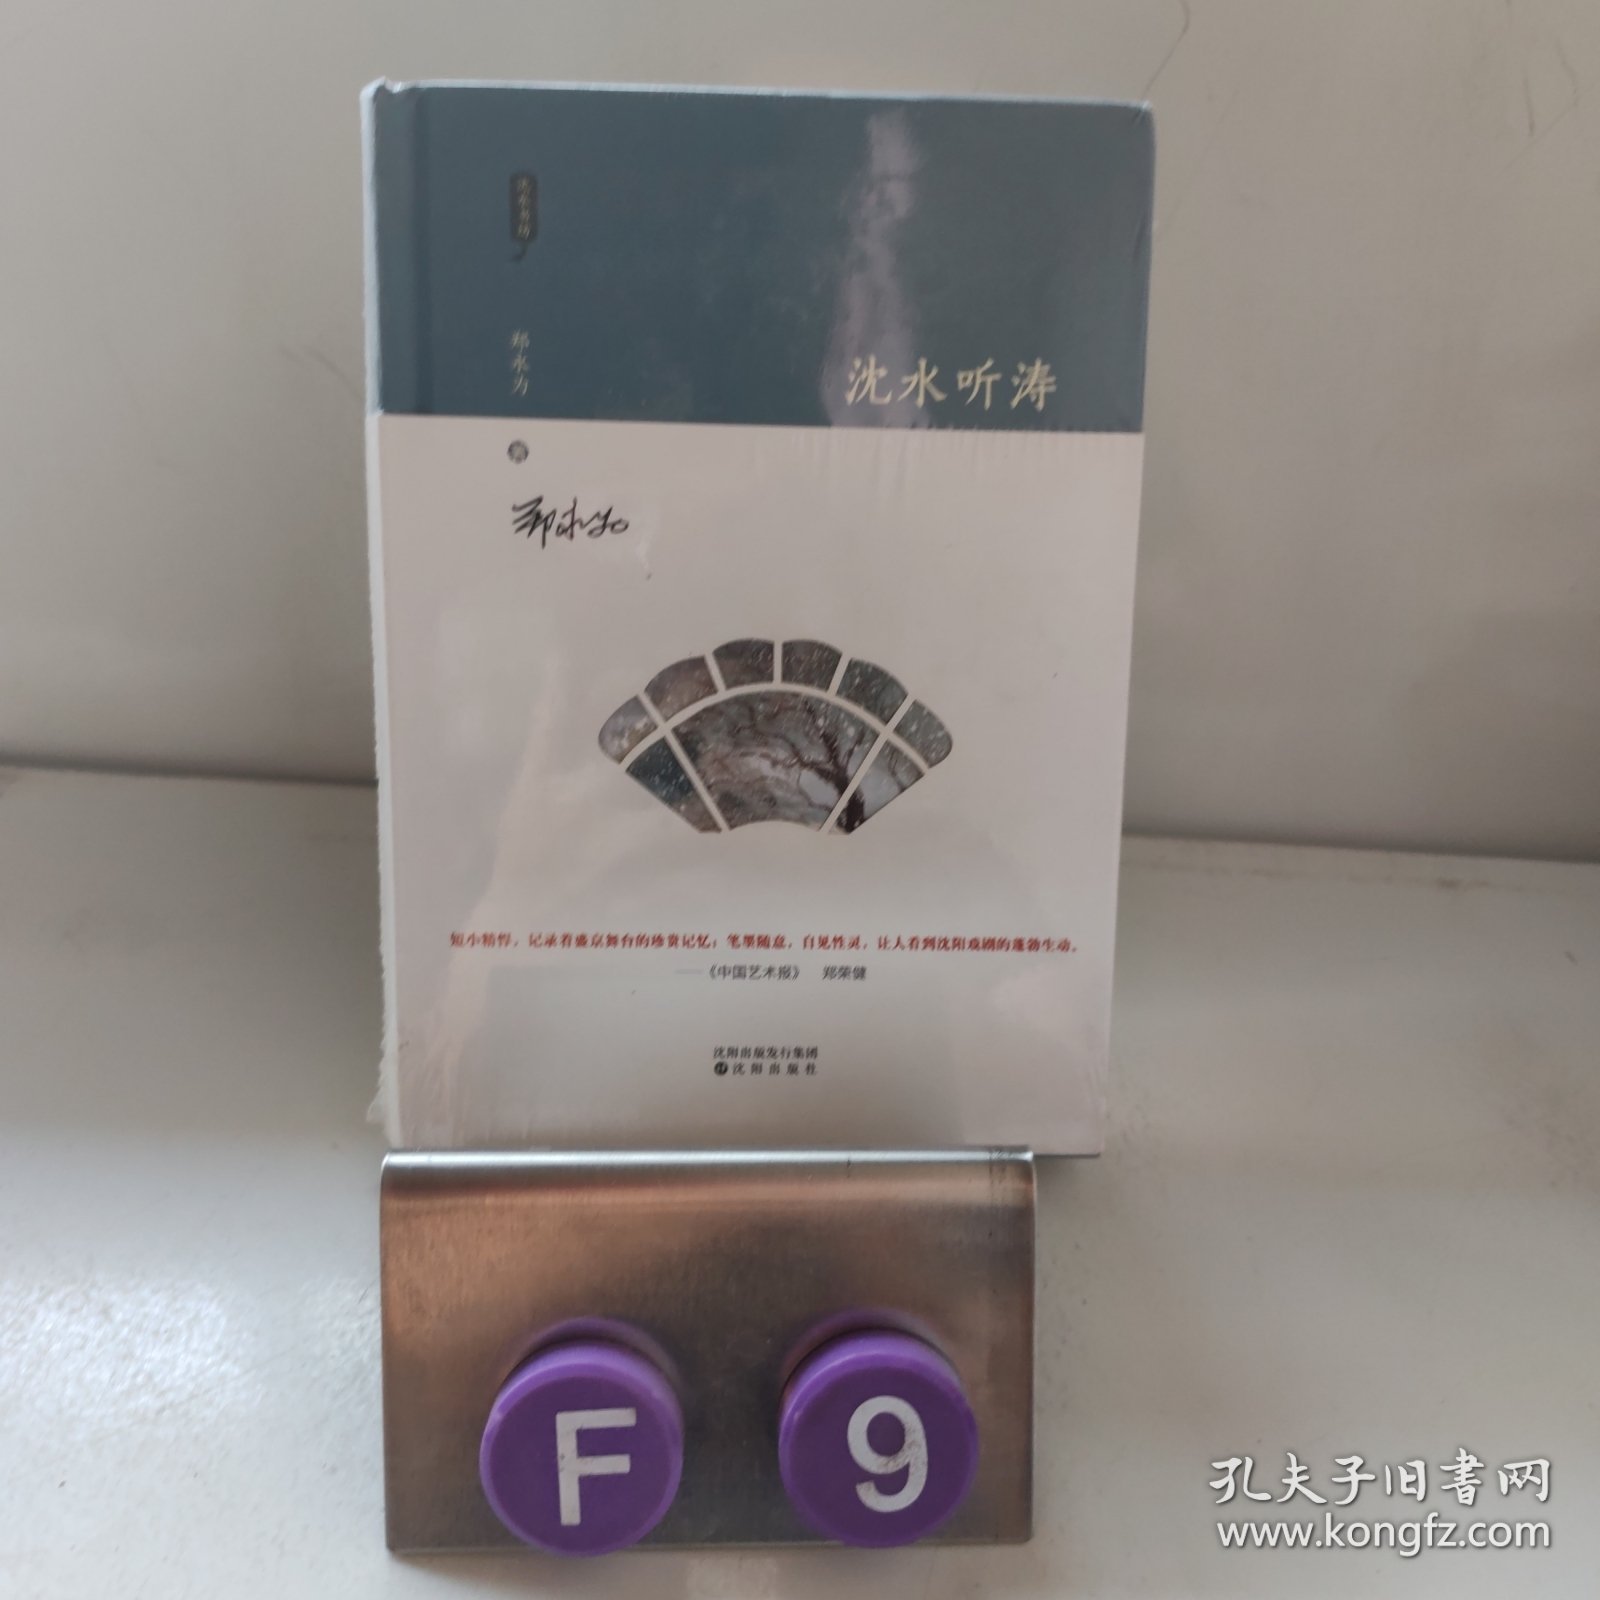 沈水书坊
郑永力
著
沈水听涛
短小精悍，记录着盛京舞台的珍贵记忆；笔墨随意，自见性灵，让人看到沈阳戏剧的蓬勃生动。
——《中国艺术报》 郑荣健
沈阳出版发行集团
沈阳出版社
F 9
孔夫子旧书网
www.kongfz.com